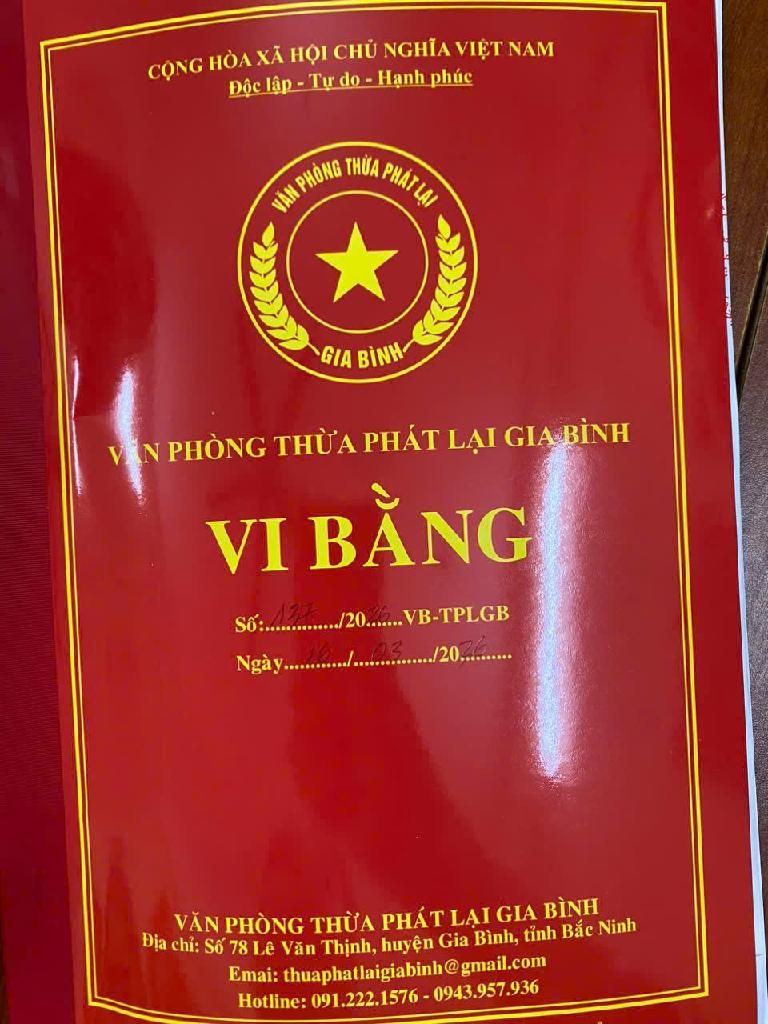 CỘNG HÒA XÃ HỘI CHỦ NGHĨA VIỆT NAM
Độc lập - Tự do - Hạnh phúc
VĂN PHÒNG THỪA PHÁT LẠI
GIA BÌNH
VĂN PHÒNG THỪA PHÁT LẠI GIA BÌNH
VI BẰNG
Số:.............../20.......VB-TPLGB
Ngày............./..03............/2026..........
VĂN PHÒNG THỪA PHÁT LẠI GIA BÌNH
Địa chỉ: Số 78 Lê Văn Thịnh, huyện Gia Bình, tỉnh Bắc Ninh
Emai: thuaphatlaigiabinh@gmail.com
Hotline: 091.222.1576 - 0943.957.936